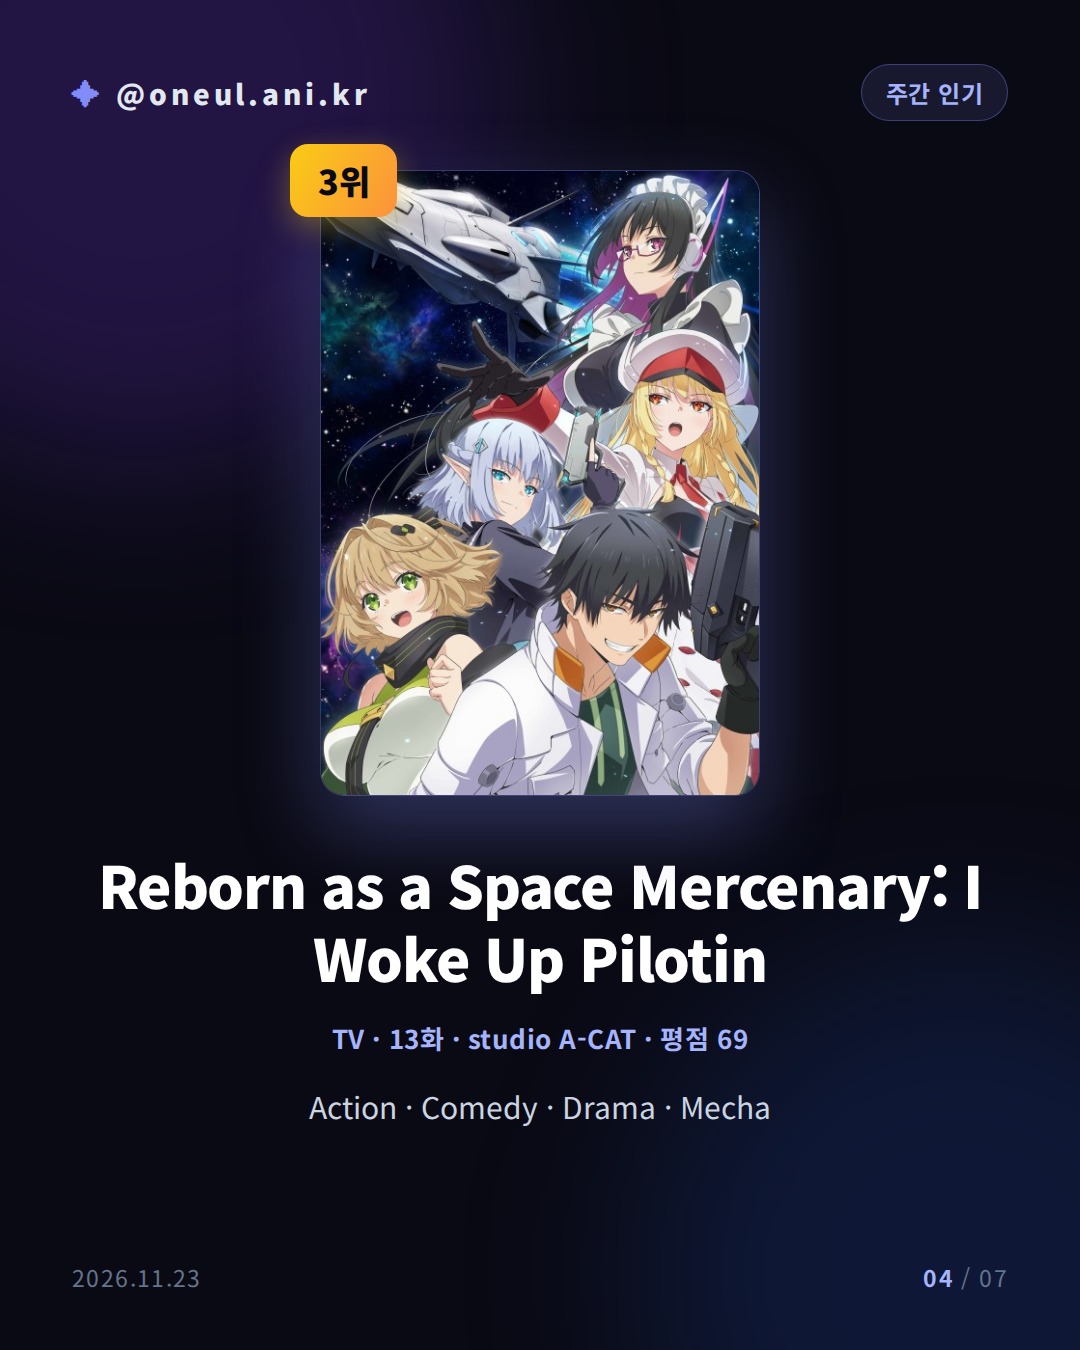 @oneul.ani.kr
주간 인기
3위
Reborn as a Space Mercenary: I
Woke Up Pilotin
TV · 13화 · studio A-CAT · 평점 69
Action · Comedy · Drama · Mecha
2026.11.23
04 / 07